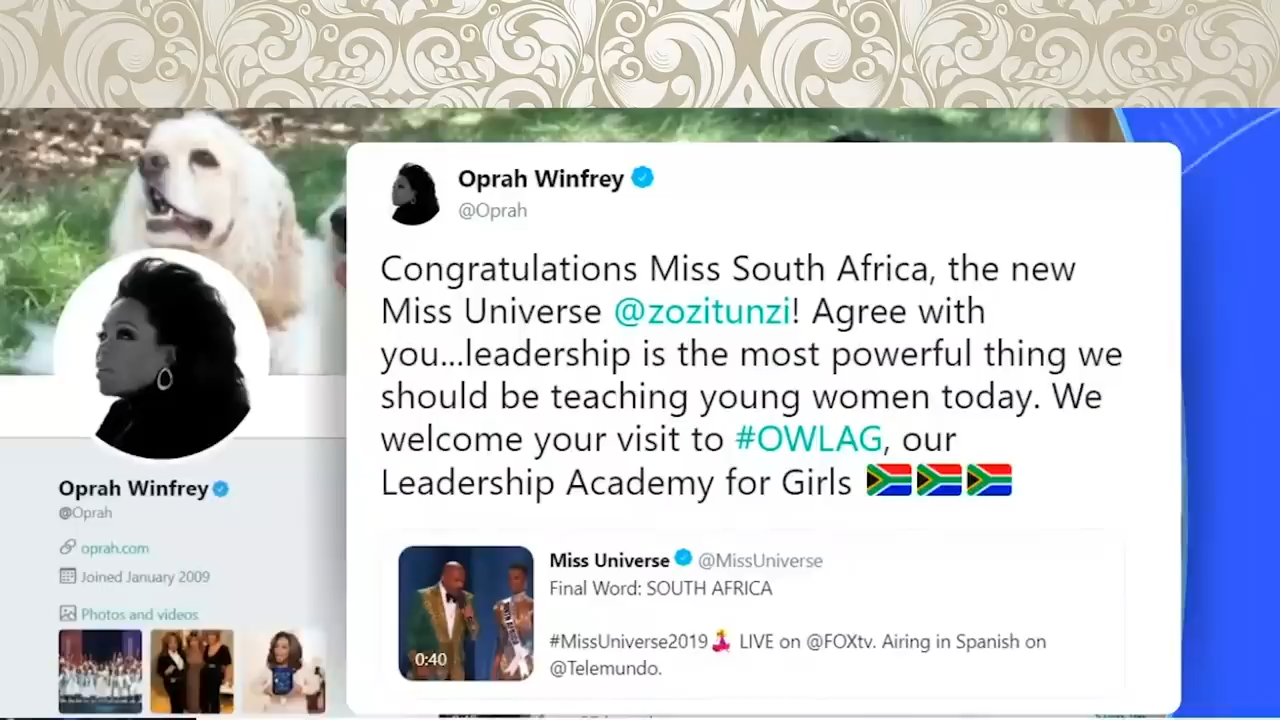 Oprah Winfrey
@Oprah
Congratulations Miss South Africa, the new
Miss Universe @zozitunzi! Agree with
you...leadership is the most powerful thing we
should be teaching young women today. We
welcome your visit to #OWLAG, our
Leadership Academy for Girls
Miss Universe @MissUniverse
Final Word: SOUTH AFRICA
#MissUniverse2019 LIVE on @FOXtv. Airing in Spanish on
@Telemundo.
0:40
Oprah Winfrey
@Oprah
oprah.com
Joined January 2009
Photos and videos